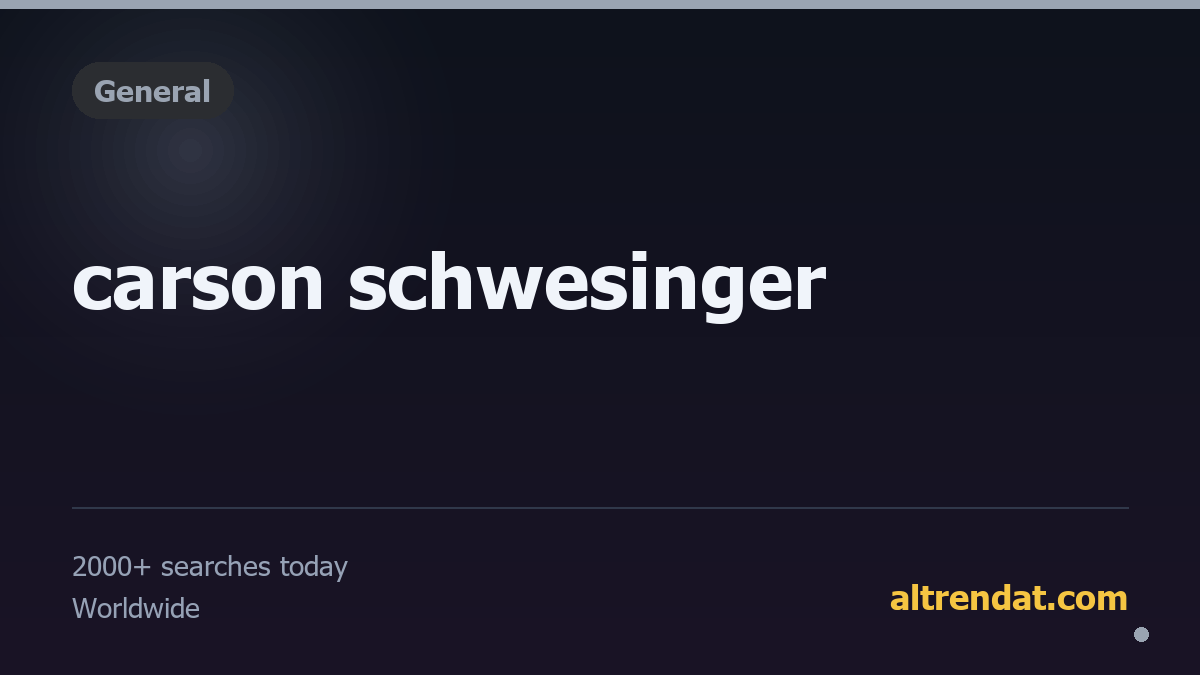 General
carson schwesinger
2000+ searches today
Worldwide
altrendat.com